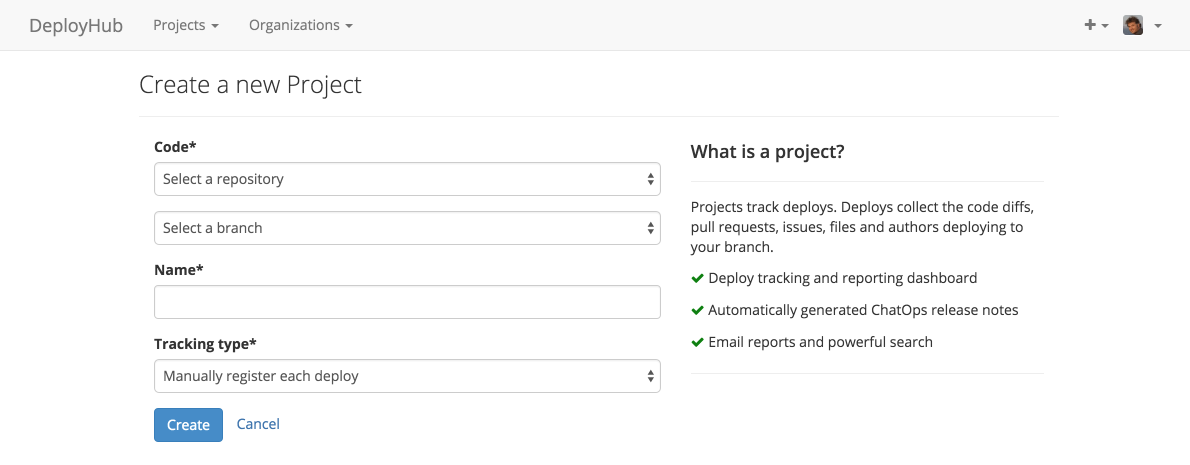 DeployHub Projects Organizations
Create a new Project
Code*
Select a repository
Select a branch
Name*
Tracking type*
Manually register each deploy
Create Cancel
What is a project?
Projects track deploys. Deploys collect the code diffs,
pull requests, issues, files and authors deploying to
your branch.
Deploy tracking and reporting dashboard
Automatically generated ChatOps release notes
Email reports and powerful search